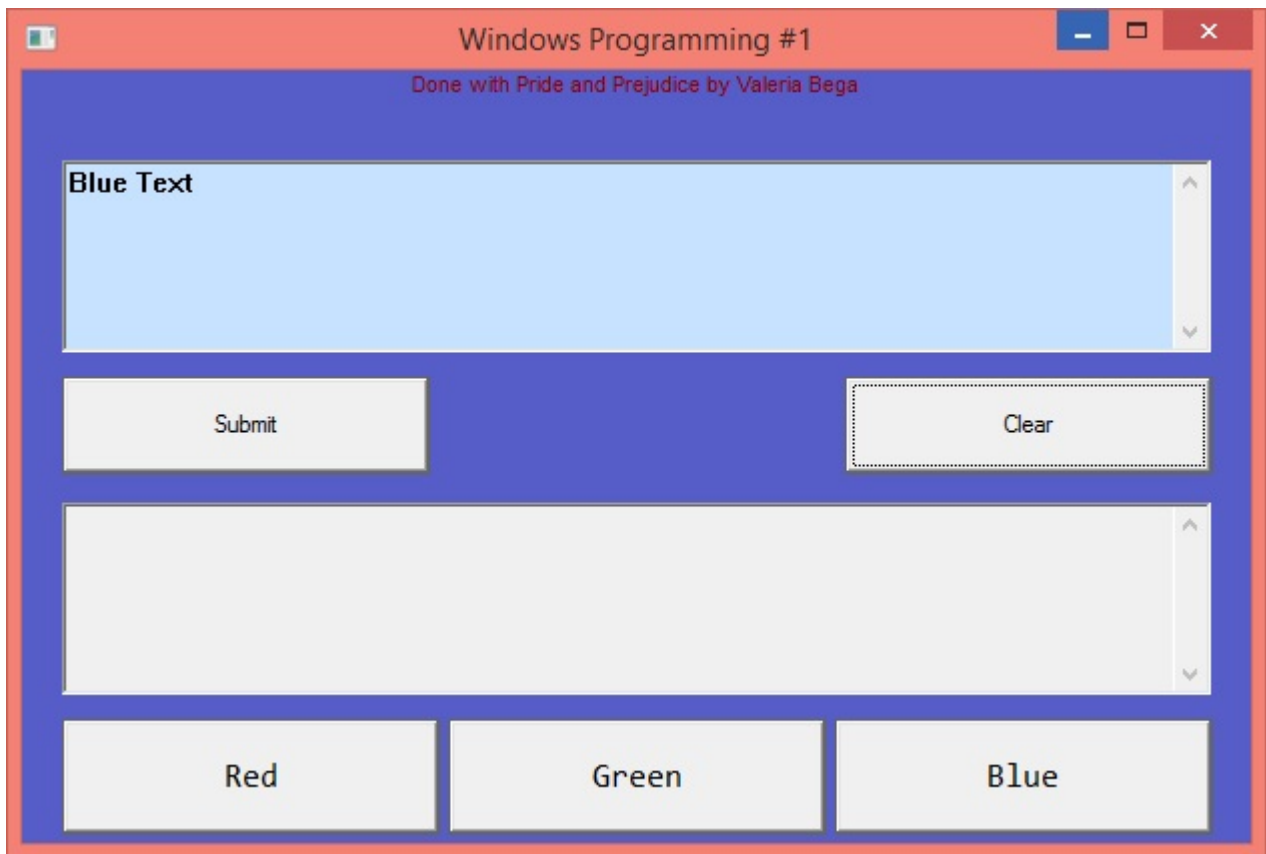 Windows Programming #1
Done with Pride and Prejudice by Valeria Bega
Blue Text
Submit Clear
Red Green Blue